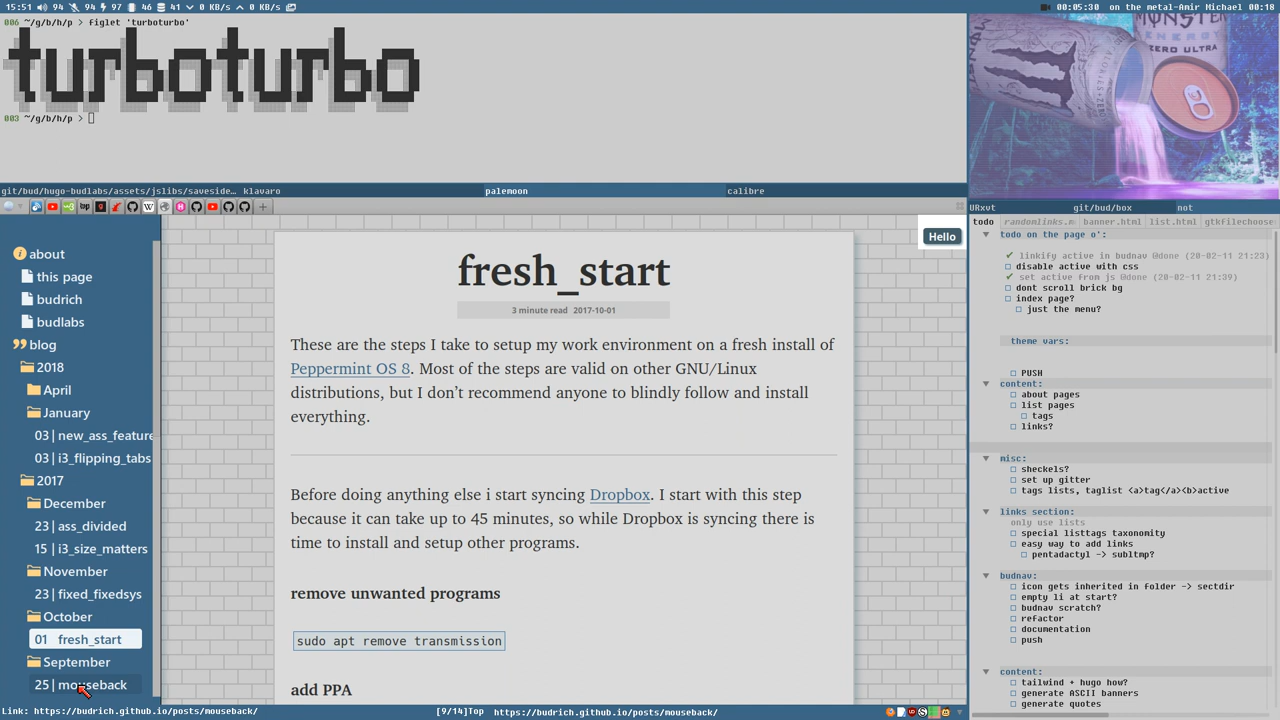 15:51 94 94 97 46 41 0 KB/s 0 KB/s
00:05:30 on the metal-Amir Michael 00:18
006 ~/g/b/h/p > figlet 'turboturbo'
turboturbo
003 ~/g/b/h/p >
MONSTER
ENERGY
ZERO ULTRA
git/bud/hugo-budlabs/assets/jslibs/saveside… klavaro
palemoon
calibre
URxvt git/bud/box not
about
this page
budrich
budlabs
blog
2018
April
January
03 | new_ass_feature
03 | i3_flipping_tabs
2017
December
23 | ass_divided
15 | i3_size_matters
November
23 | fixed_fixedsys
October
01 fresh_start
September
25 | mouseback
Hello
fresh_start
3 minute read 2017-10-01
These are the steps I take to setup my work environment on a fresh install of
Peppermint OS 8. Most of the steps are valid on other GNU/Linux
distributions, but I don’t recommend anyone to blindly follow and install
everything.
Before doing anything else i start syncing Dropbox. I start with this step
because it can take up to 45 minutes, so while Dropbox is syncing there is
time to install and setup other programs.
remove unwanted programs
sudo apt remove transmission
add PPA
todo randomlinks.m banner.html list.html gtkfilechoose
todo on the page o':
✔ linkify active in budnav @done (20-02-11 21:23)
disable active with css
✔ set active from js @done (20-02-11 21:39)
dont scroll brick bg
index page?
just the menu?
theme vars:
PUSH
content:
about pages
list pages
tags
links?
misc:
sheckels?
set up gitter
tags lists, taglist <a>tag</a><b>active
links section:
only use lists
special listtags taxonomity
easy way to add links
pentadactyl -> subltmp?
budnav:
icon gets inherited in folder -> sectdir
empty li at start?
budnav scratch?
refactor
documentation
push
content:
tailwind + hugo how?
generate ASCII banners
generate quotes
Link: https://budrich.github.io/posts/mouseback/
[9/14]Top https://budrich.github.io/posts/mouseback/